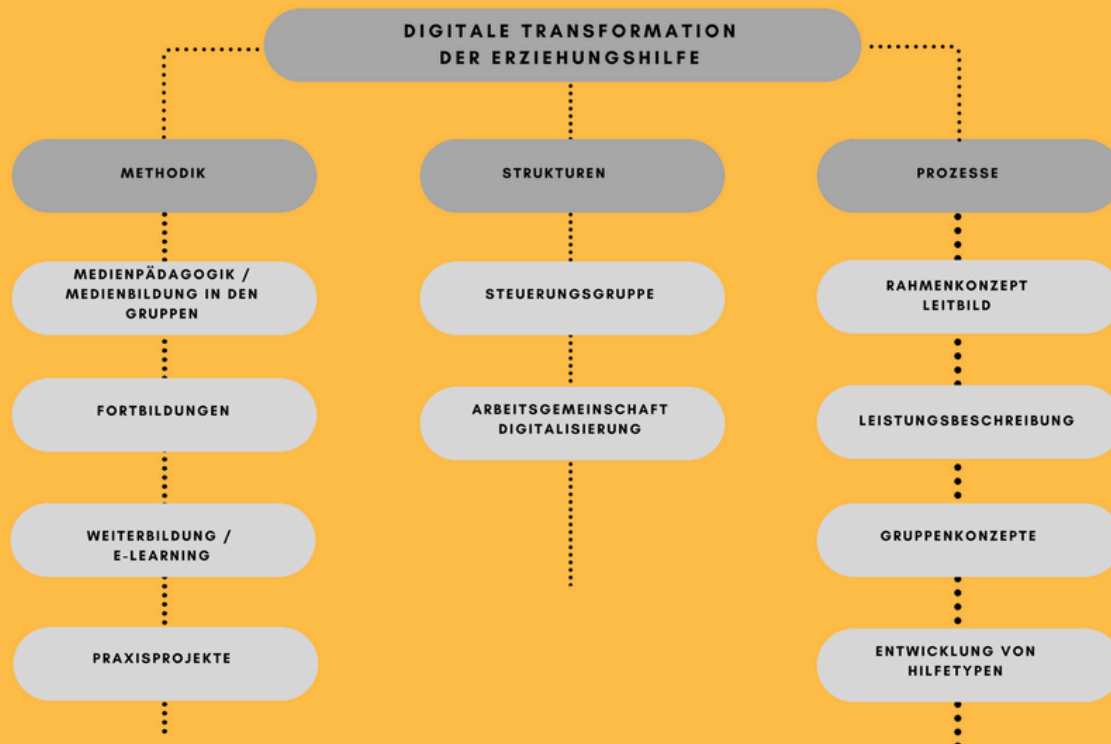 DIGITALE TRANSFORMATION
DER ERZIEHUNGSHILFE
METHODIK
STRUKTUREN
PROZESSE
MEDIENPÄDAGOGIK /
MEDIENBILDUNG IN DEN
GRUPPEN
STEUERUNGSGRUPPE
RAHMENKONZEPT
LEITBILD
FORTBILDUNGEN
ARBEITSGEMEINSCHAFT
DIGITALISIERUNG
LEISTUNGSBESCHREIBUNG
WEITERBILDUNG /
E-LEARNING
GRUPPENKONZEPTE
PRAXISPROJEKTE
ENTWICKLUNG VON
HILFETYPEN